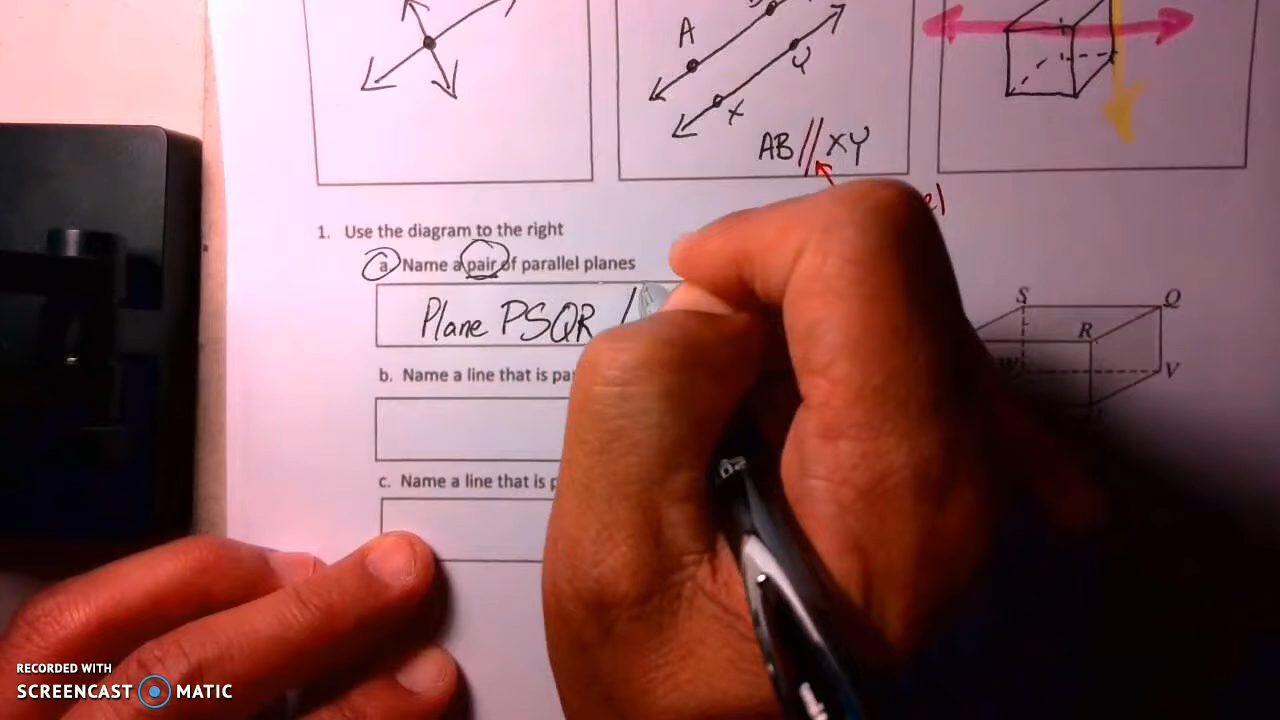 A
Q
X
AB // XY
1. Use the diagram to the right
a. Name a pair of parallel planes
Plane PSQR //
S
Q
R
W
V
b. Name a line that is
c. Name a line that is
RECORDED WITH
SCREENCAST MATIC